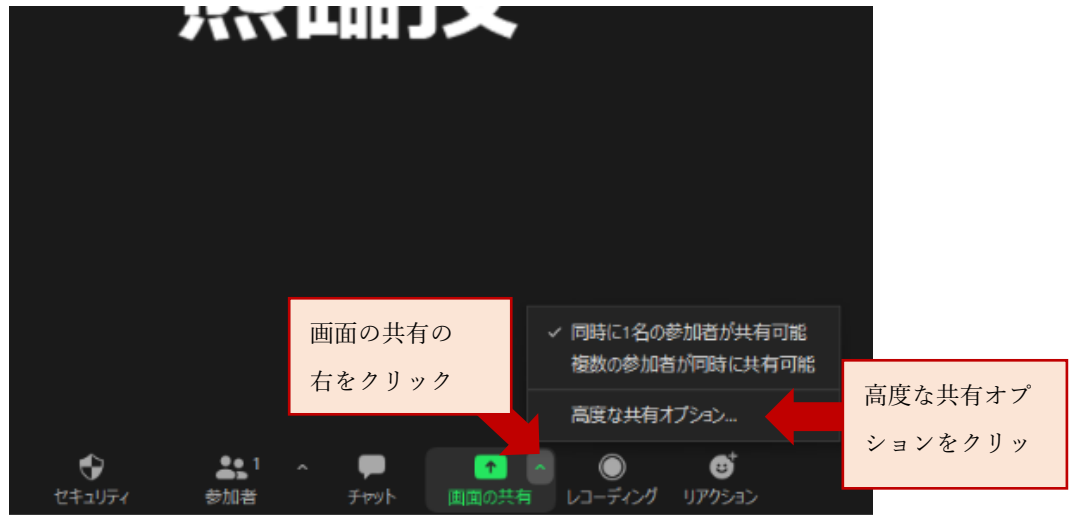 画面の共有の
右をクリック
同時に1名の参加者が共有可能
複数の参加者が同時に共有可能
高度な共有オプション...
高度な共有オプ
ションをクリッ
セキュリティ
1
参加者
チャット
画面の共有
レコーディング
リアクション